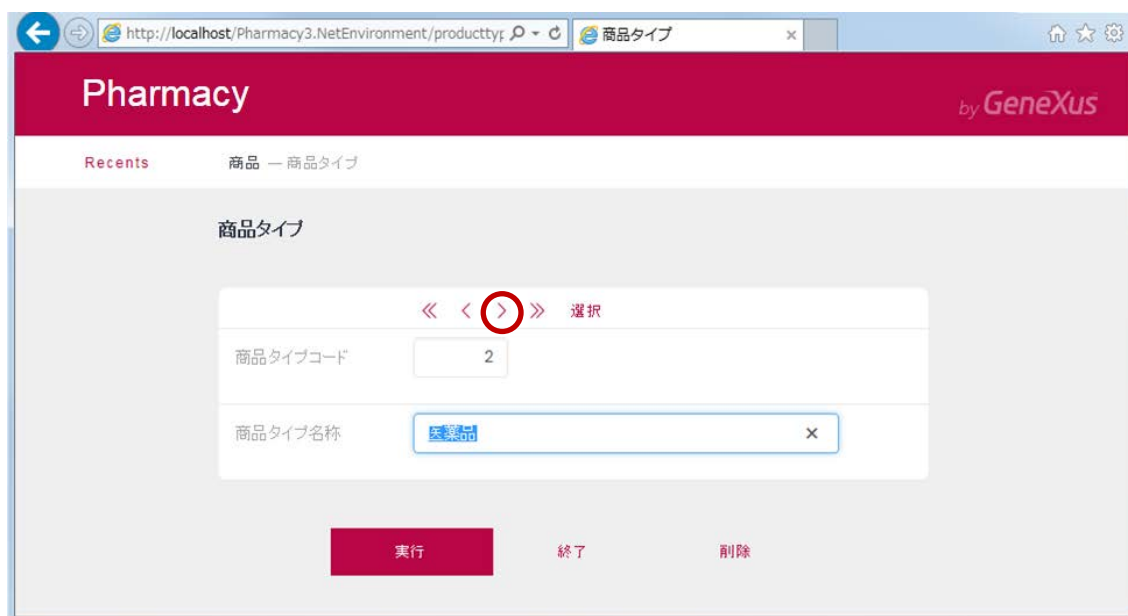 http://localhost/Pharmacy3.NetEnvironment/producttyp
商品タイプ
Pharmacy
by GeneXus
Recents 商品 — 商品タイプ
商品タイプ
選択
商品タイプコード 2
商品タイプ名称 医薬品
実行 終了 削除